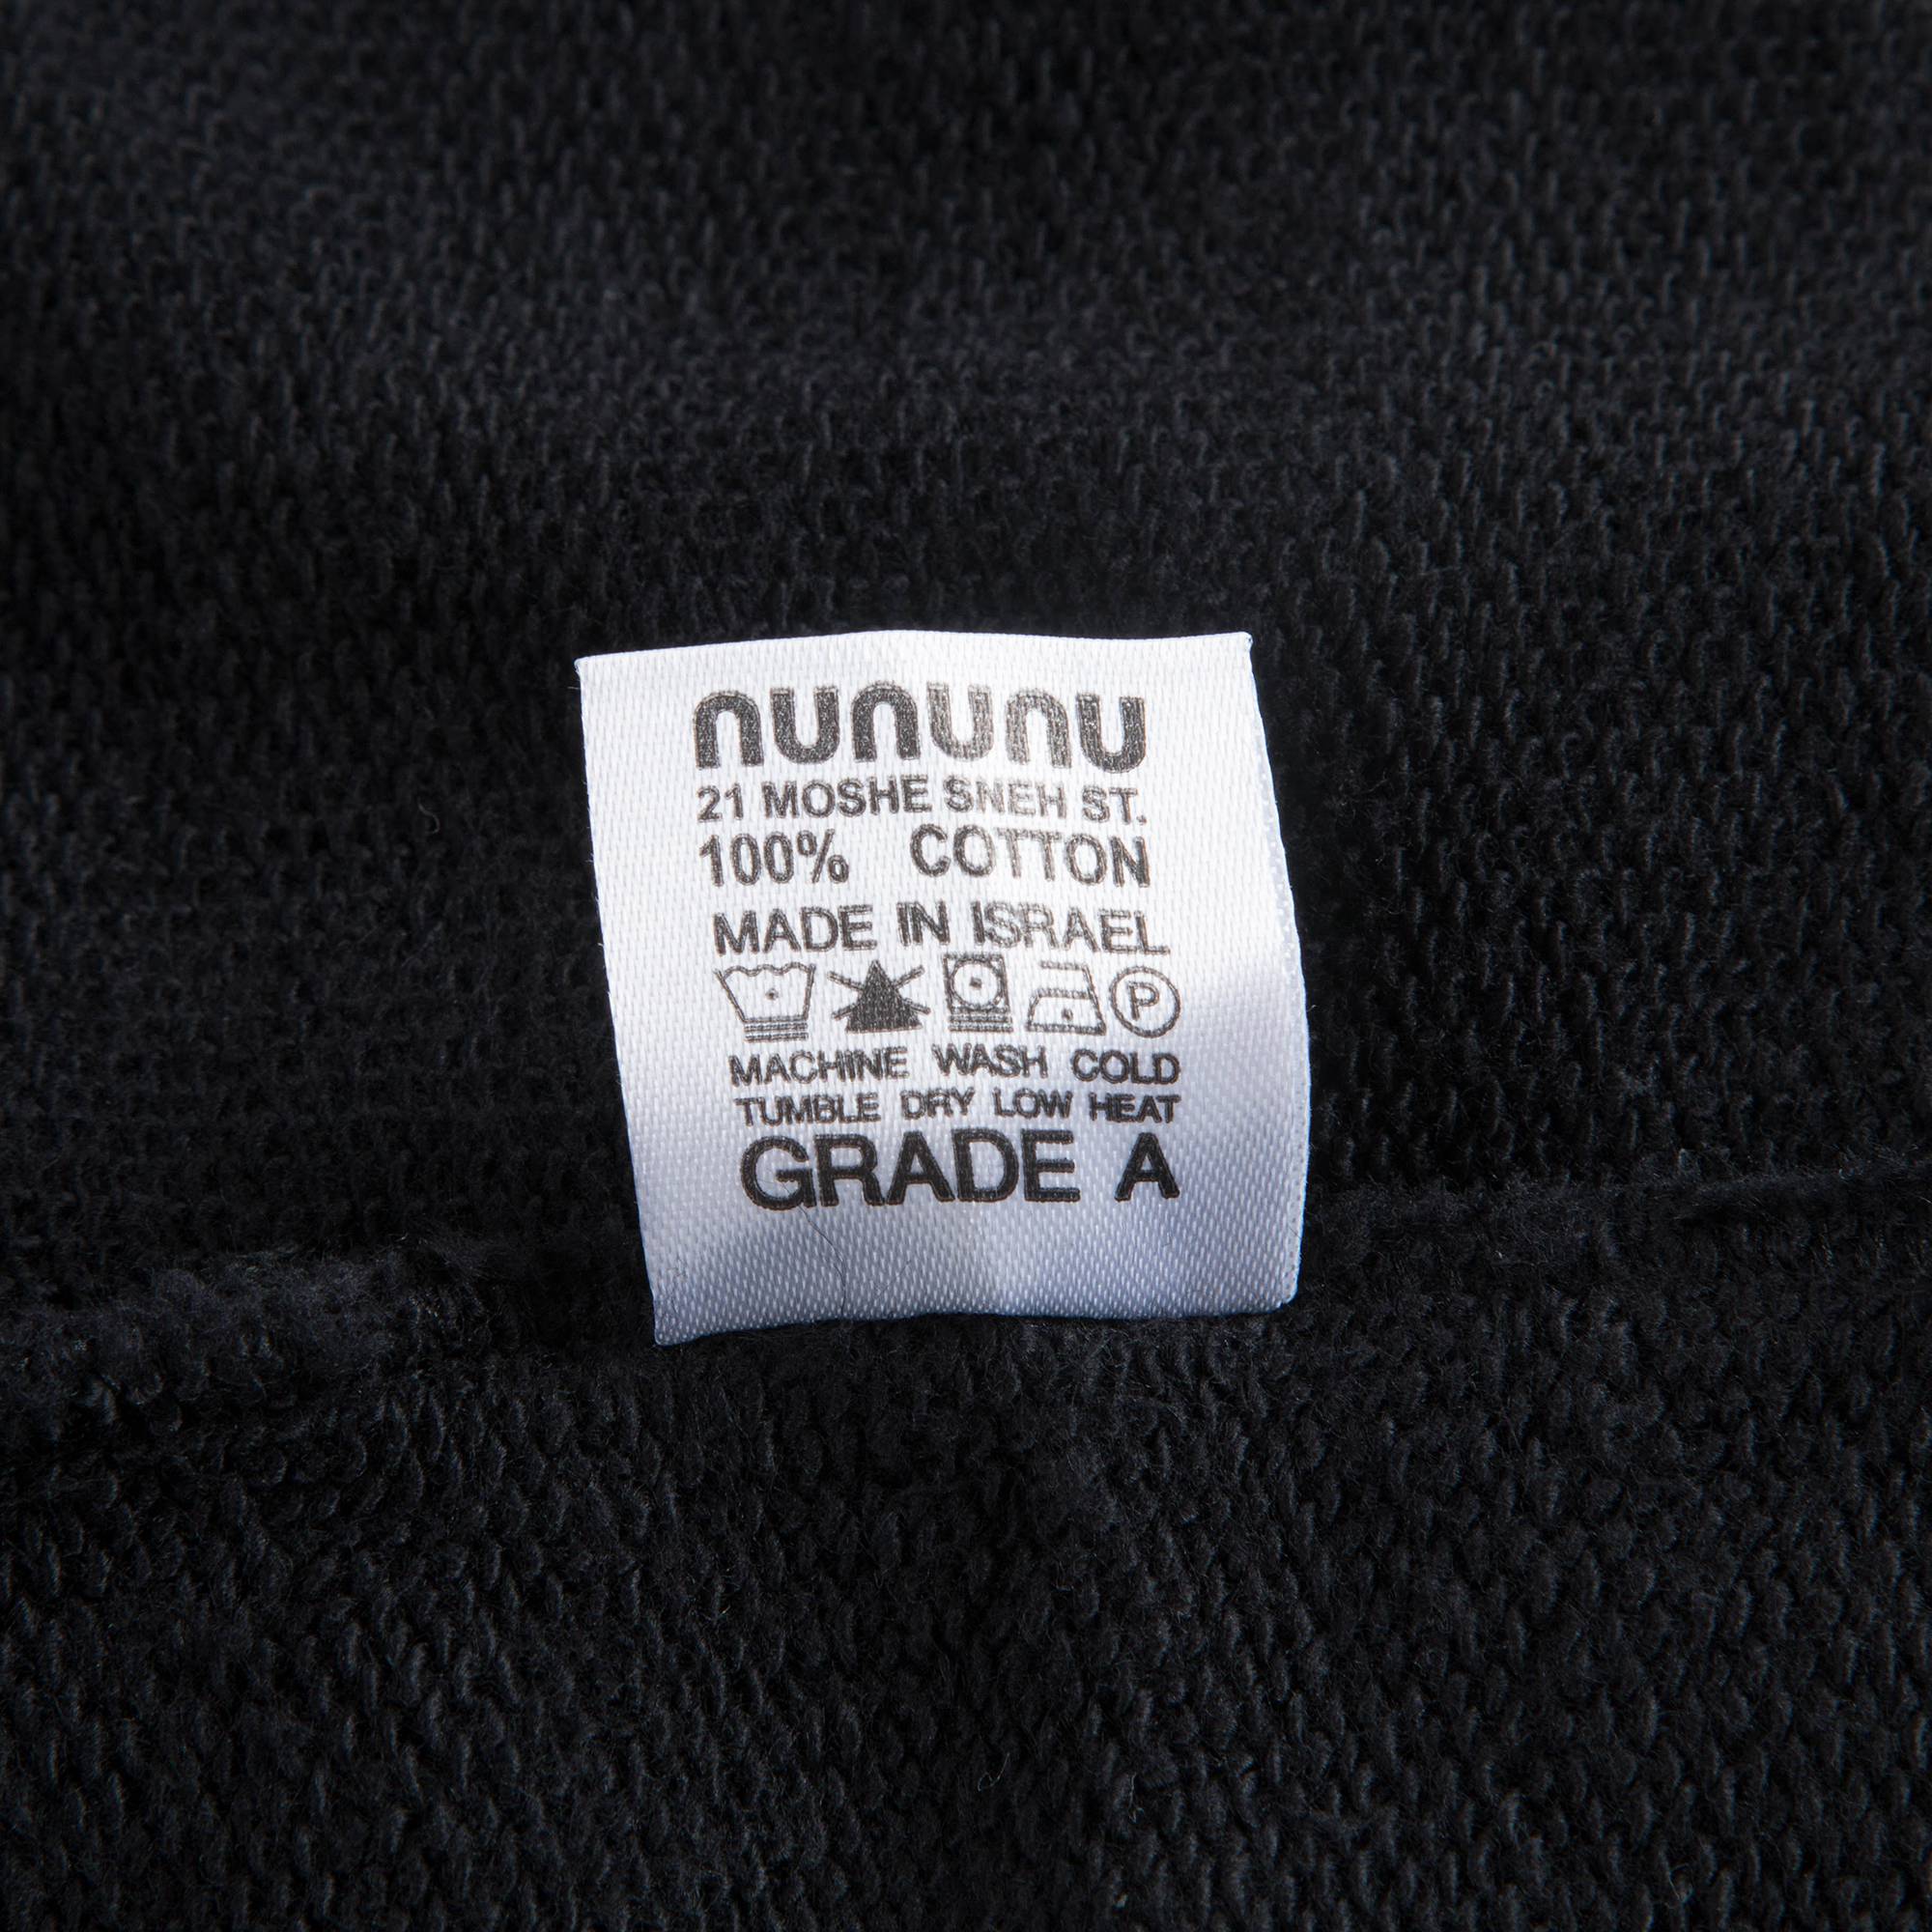 nununu
21 MOSHE SNEH ST.
100% COTTON
MADE IN ISRAEL
P
MACHINE WASH COLD
TUMBLE DRY LOW HEAT
GRADE A